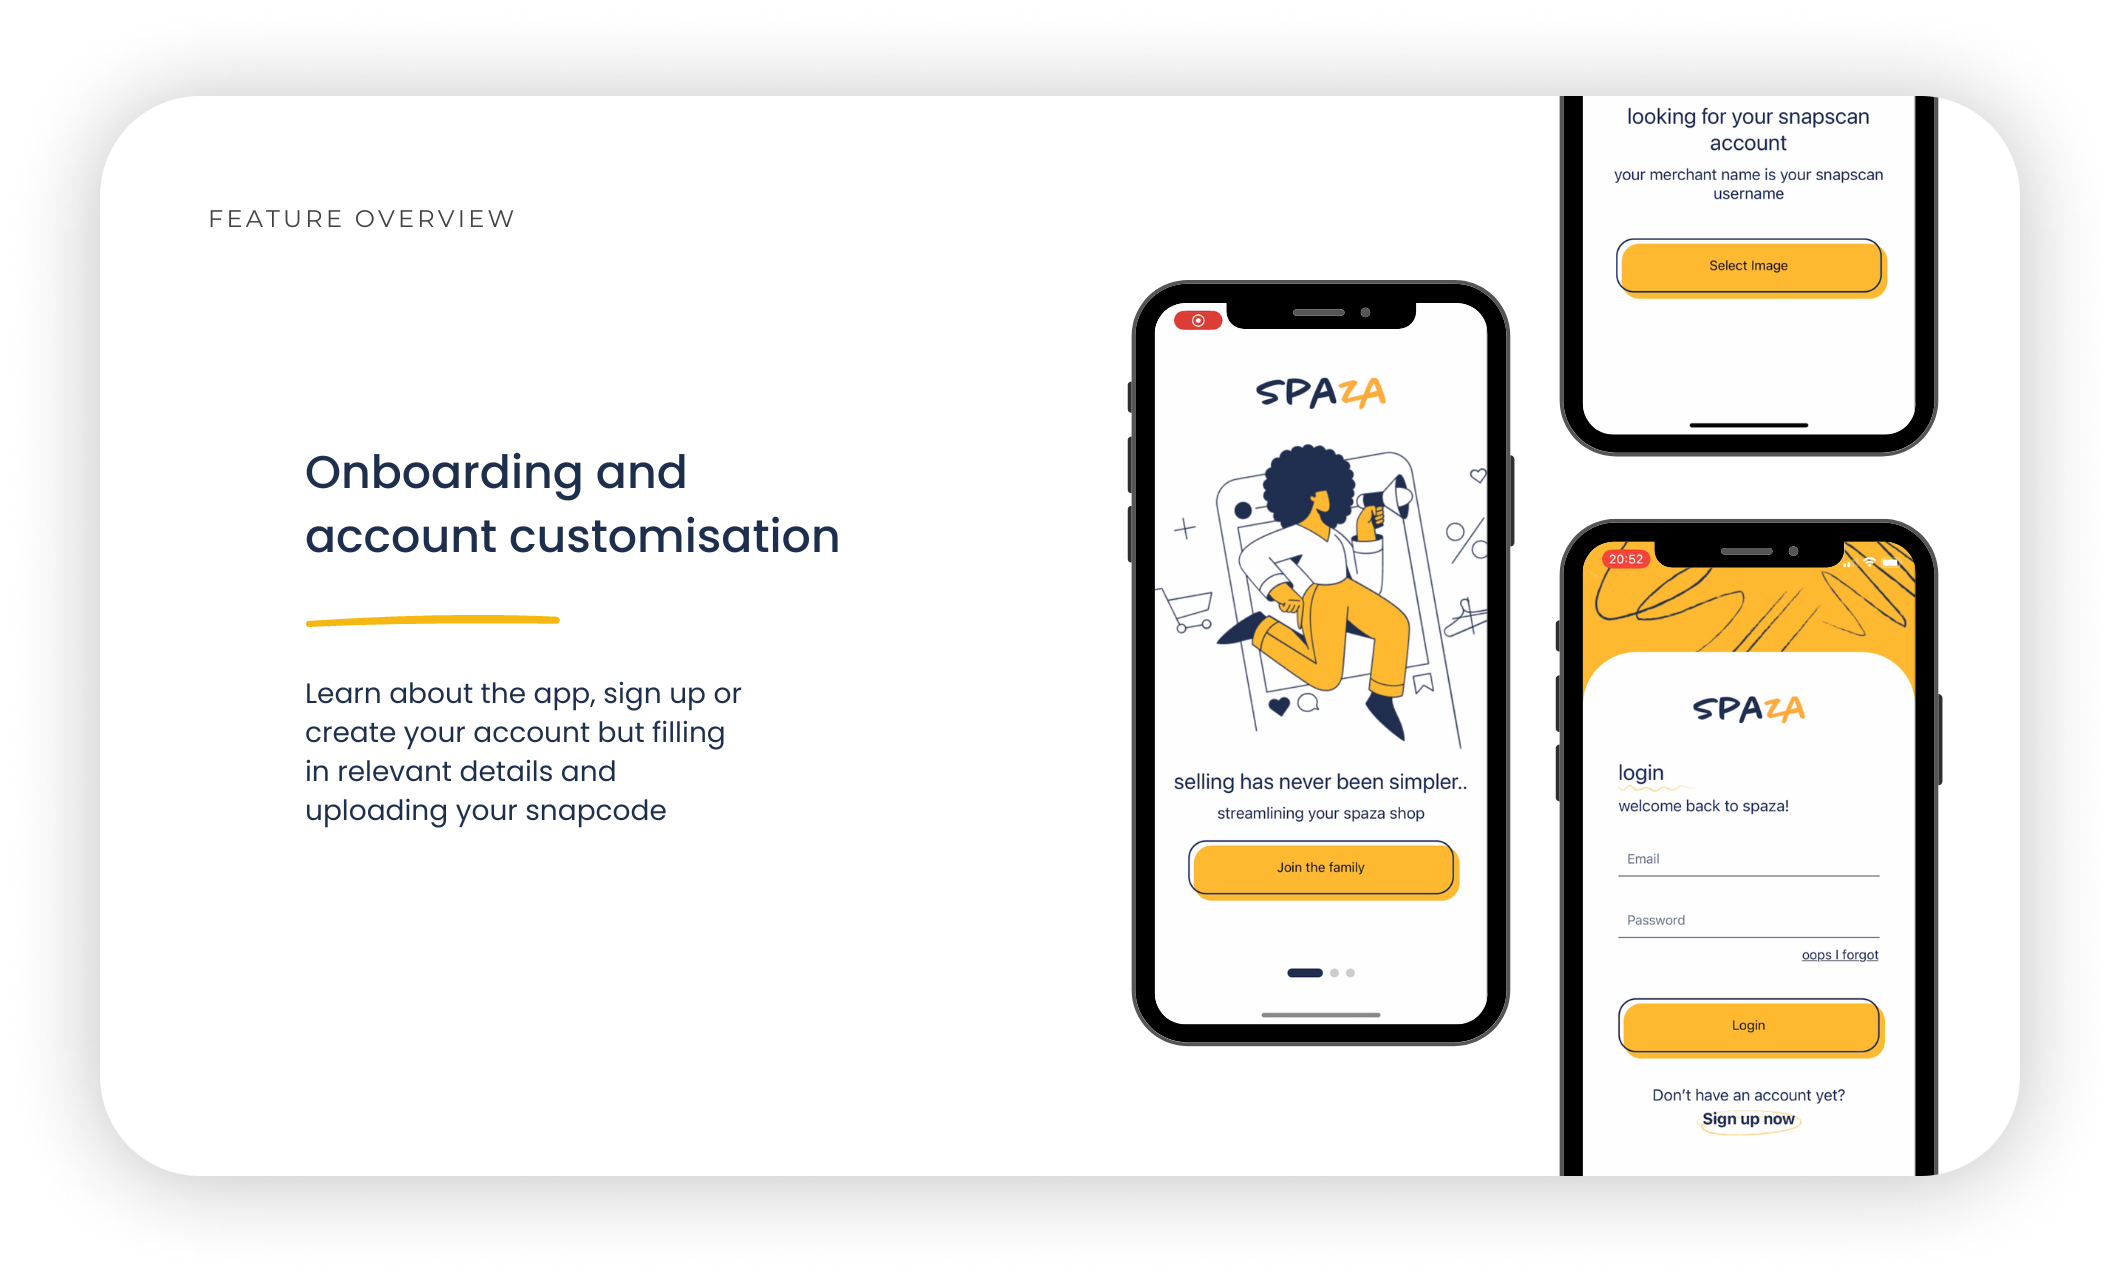 FEATURE OVERVIEW
Onboarding and
account customisation
Learn about the app, sign up or
create your account but filling
in relevant details and
uploading your snapcode
SPAZA
selling has never been simpler..
streamlining your spaza shop
Join the family
looking for your snapscan
account
your merchant name is your snapscan
username
Select Image
20:52
SPAZA
login
welcome back to spaza!
Email
Password
oops I forgot
Login
Don't have an account yet?
Sign up now